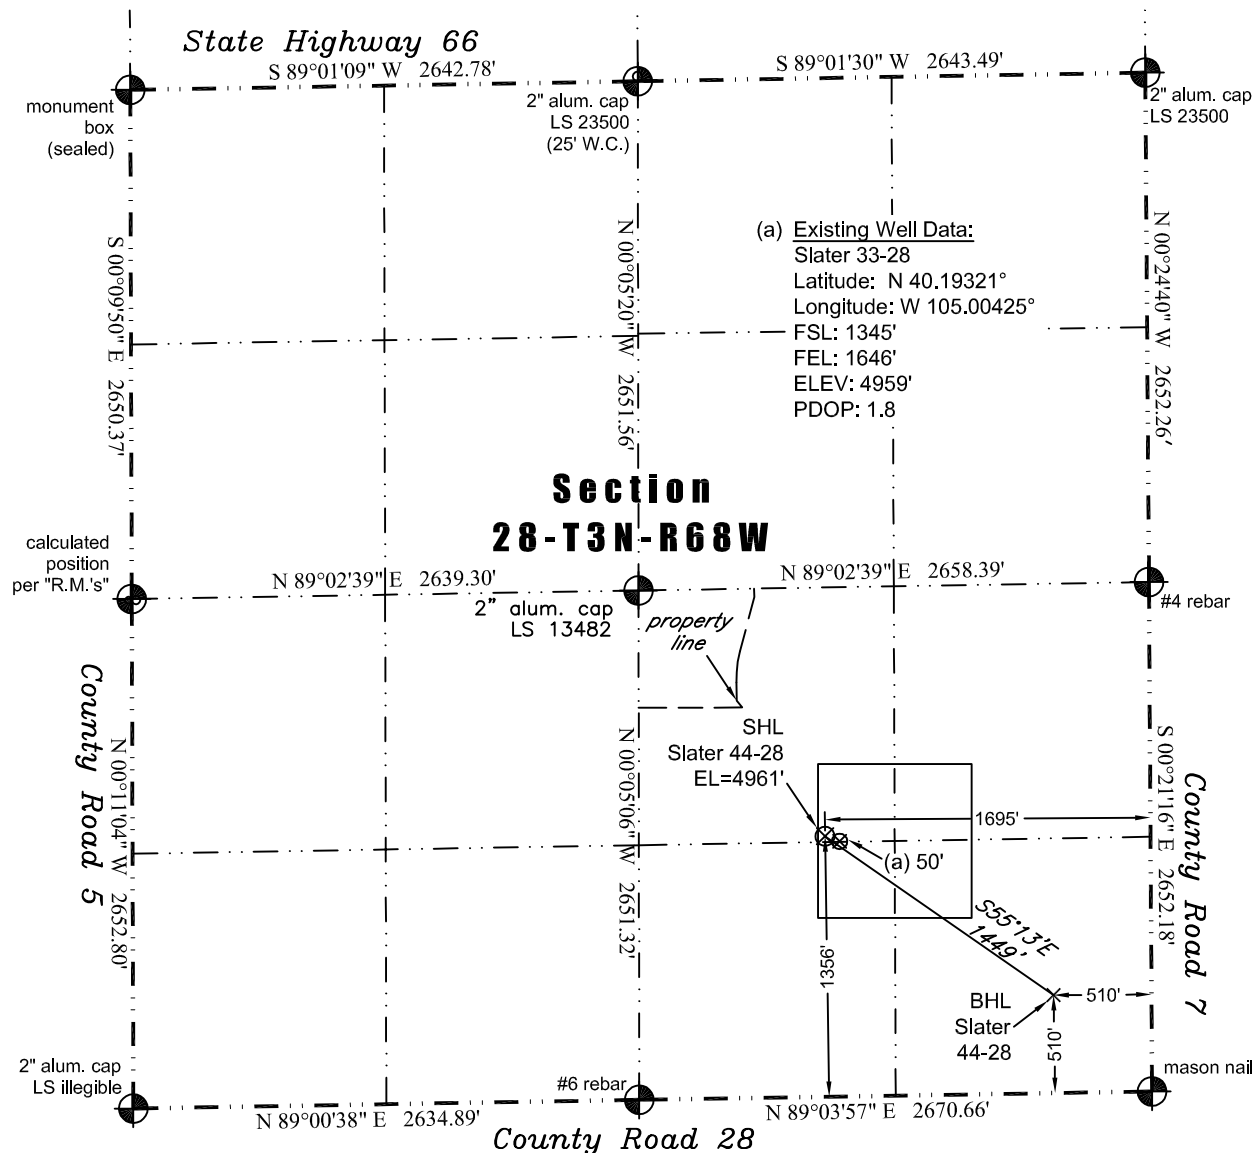 State Highway 66
S 89°01'09" W 2642.78'
S 89°01'30" W 2643.49'
monument
box
(sealed)
2" alum. cap
LS 23500
(25' W.C.)
2" alum. cap
LS 23500
S 00°09'50" E 2650.37'
N 00°05'20" W 2651.56'
N 00°24'40" W 2652.26'
(a) Existing Well Data:
Slater 33-28
Latitude: N 40.19321°
Longitude: W 105.00425°
FSL: 1345'
FEL: 1646'
ELEV: 4959'
PDOP: 1.8
Section
28-T3N-R68W
calculated
position
per "R.M.'s"
N 89°02'39" E 2639.30'
N 89°02'39" E 2658.39'
2" alum. cap
LS 13482
#4 rebar
property
line
County Road 5
N 00°11'04" W 2652.80'
N 00°05'06" W 2651.32'
SHL
Slater 44-28
EL=4961'
1695'
(a) 50'
S 00°21'16" E 2652.18'
County Road 7
S55°13'E
1449'
1356'
510'
510'
BHL
Slater
44-28
2" alum. cap
LS illegible
#6 rebar
mason nail
N 89°00'38" E 2634.89'
N 89°03'57" E 2670.66'
County Road 28